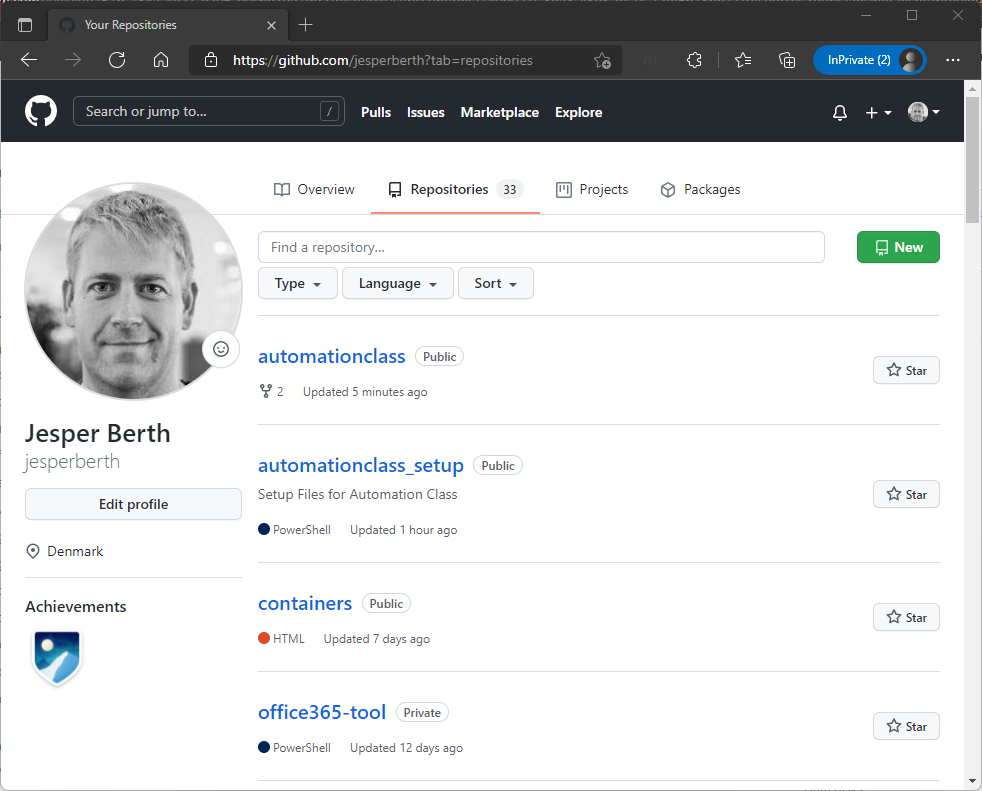 Your Repositories
https://github.com/jesperberth?tab=repositories
InPrivate (2)
Search or jump to... /
Pulls Issues Marketplace Explore
Overview Repositories 33 Projects Packages
Find a repository...
New
Type Language Sort
automationclass Public
Star
2 Updated 5 minutes ago
Jesper Berth
jesperberth
Edit profile
Denmark
Achievements
automationclass_setup Public
Setup Files for Automation Class
Star
PowerShell Updated 1 hour ago
containers Public
Star
HTML Updated 7 days ago
office365-tool Private
Star
PowerShell Updated 12 days ago